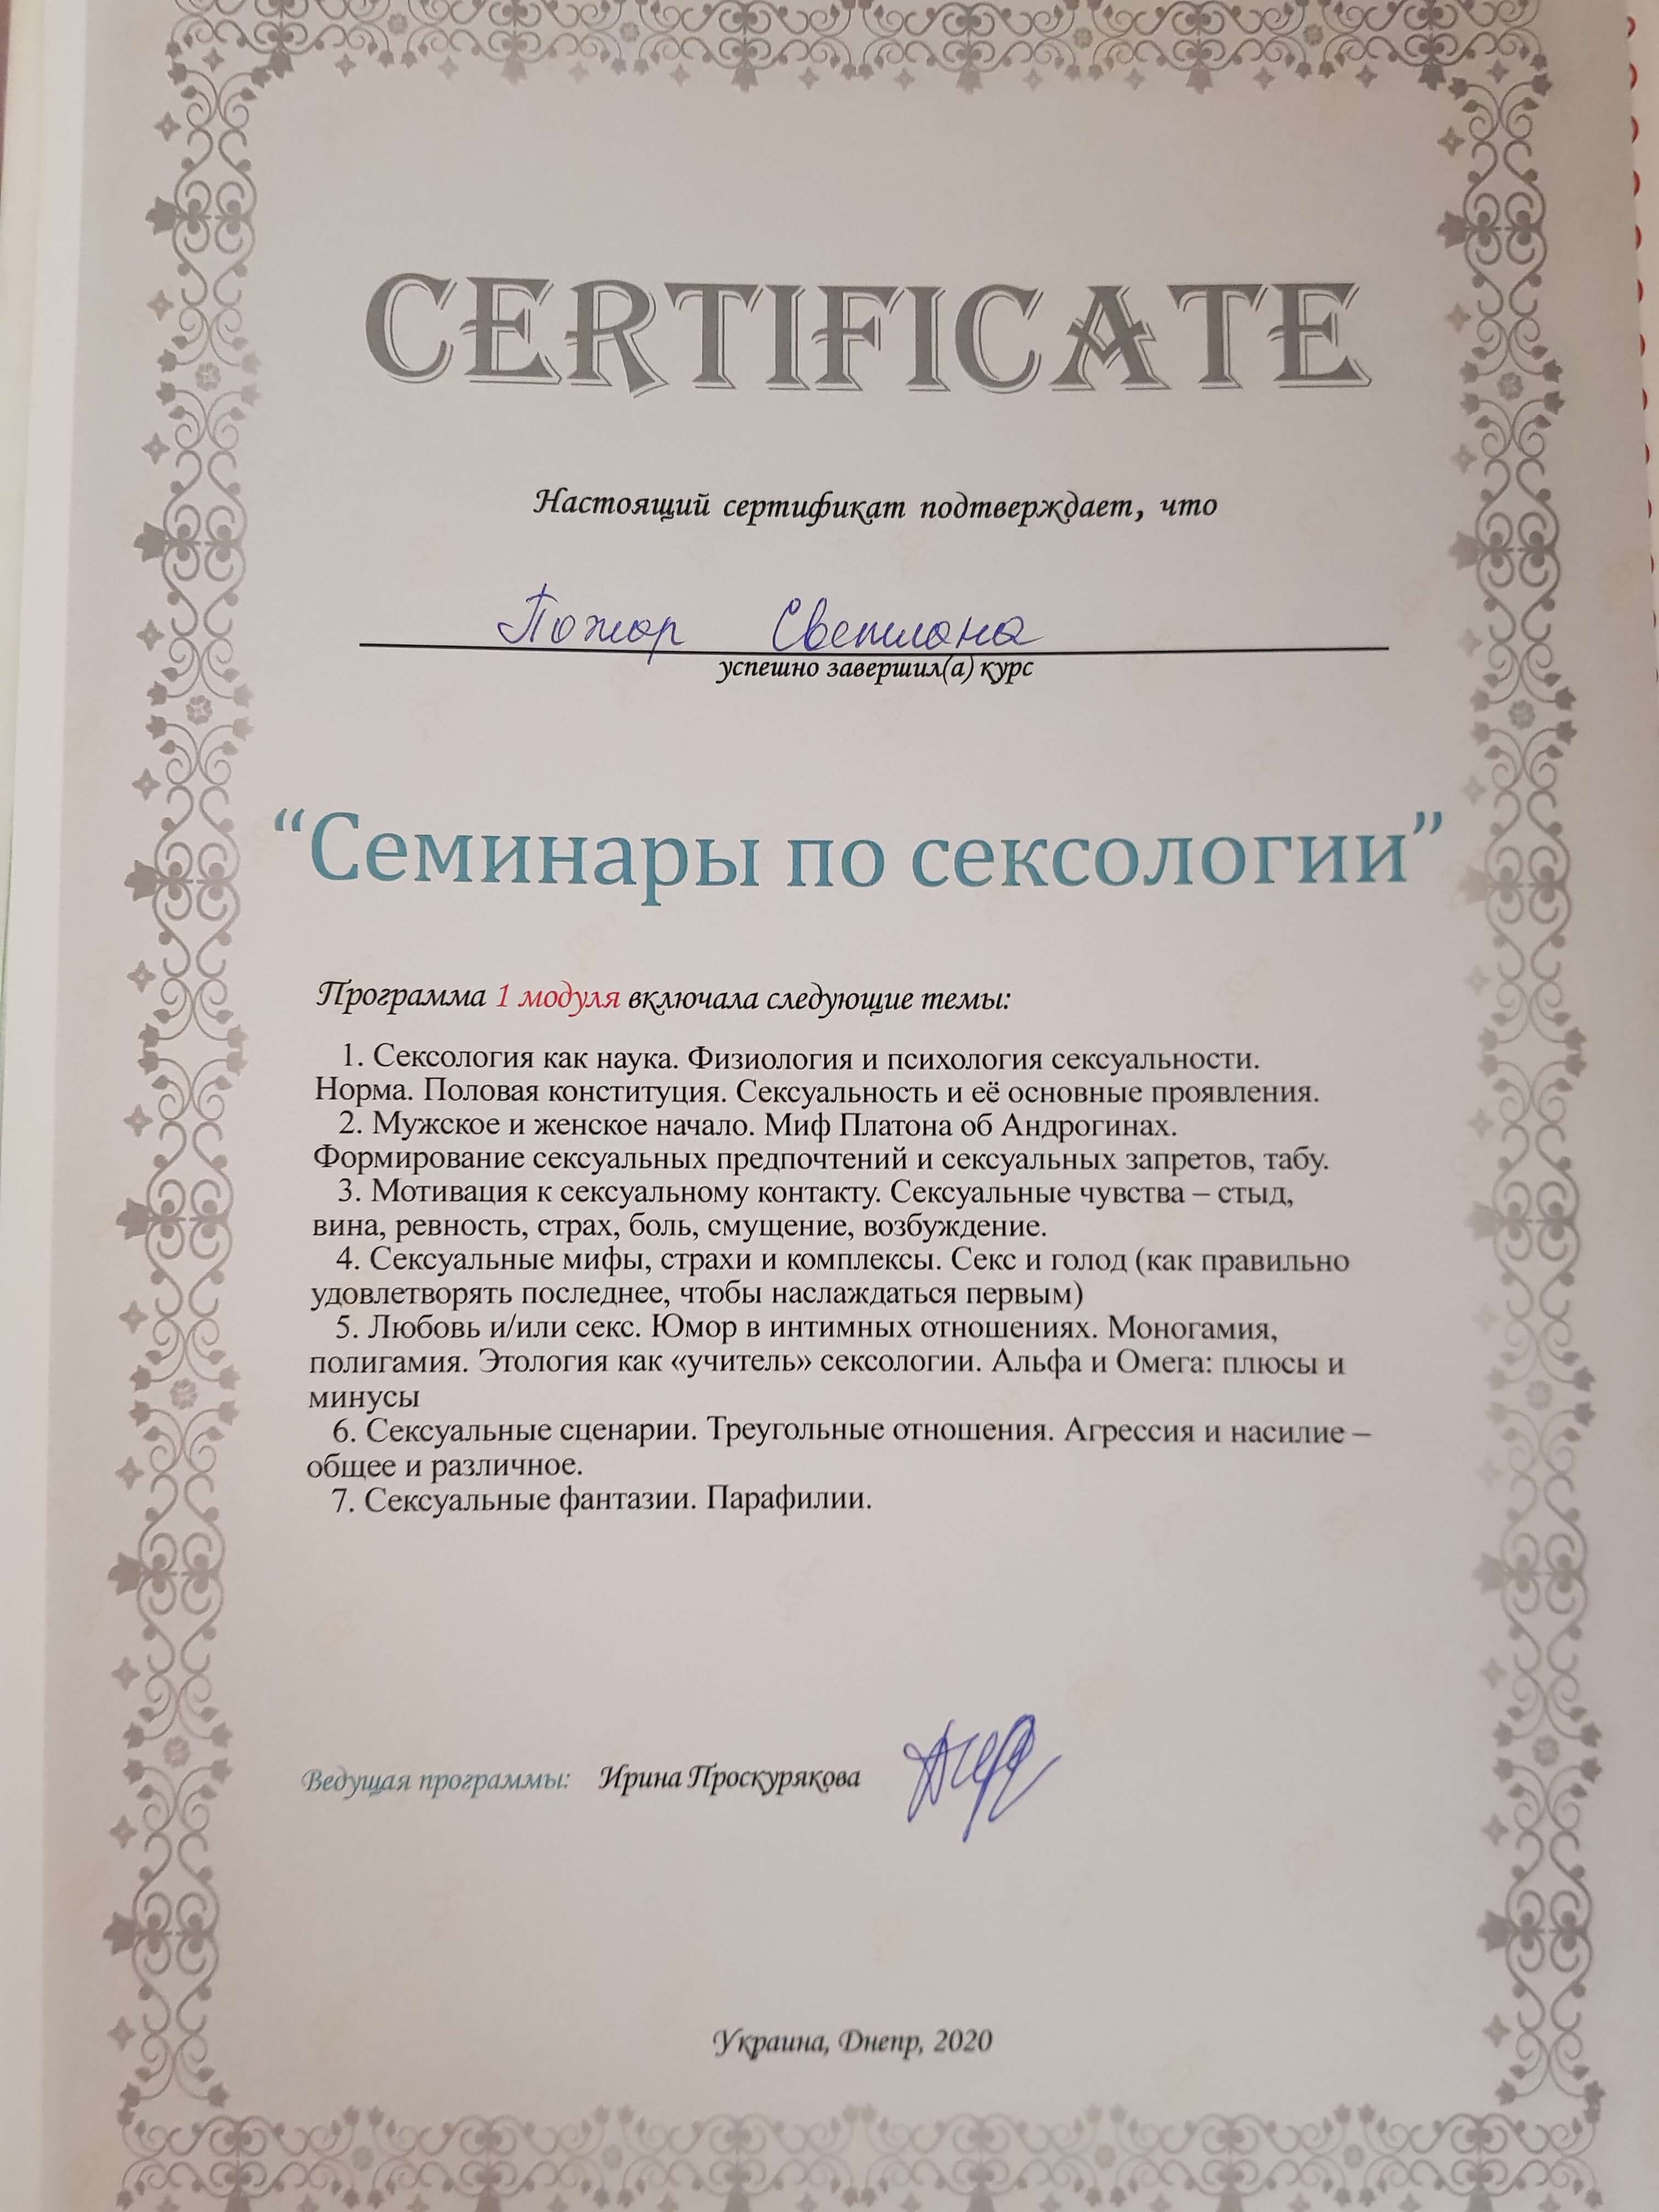 CERTIFICATE
Настоящий сертификат подтверждает, что
Пожар Светлана
успешно завершил(а) курс
“Семинары по сексологии”
Программа 1 модуля включала следующие темы:
1. Сексология как наука. Физиология и психология сексуальности.
Норма. Половая конституция. Сексуальность и её основные проявления.
2. Мужское и женское начало. Миф Платона об Андрогинах.
Формирование сексуальных предпочтений и сексуальных запретов, табу.
3. Мотивация к сексуальному контакту. Сексуальные чувства – стыд,
вина, ревность, страх, боль, смущение, возбуждение.
4. Сексуальные мифы, страхи и комплексы. Секс и голод (как правильно
удовлетворять последнее, чтобы наслаждаться первым)
5. Любовь и/или секс. Юмор в интимных отношениях. Моногамия,
полигамия. Этология как «учитель» сексологии. Альфа и Омега: плюсы и
минусы
6. Сексуальные сценарии. Треугольные отношения. Агрессия и насилие –
общее и различное.
7. Сексуальные фантазии. Парафилии.
Ведущая программы: Ирина Проскурякова
Украина, Днепр, 2020